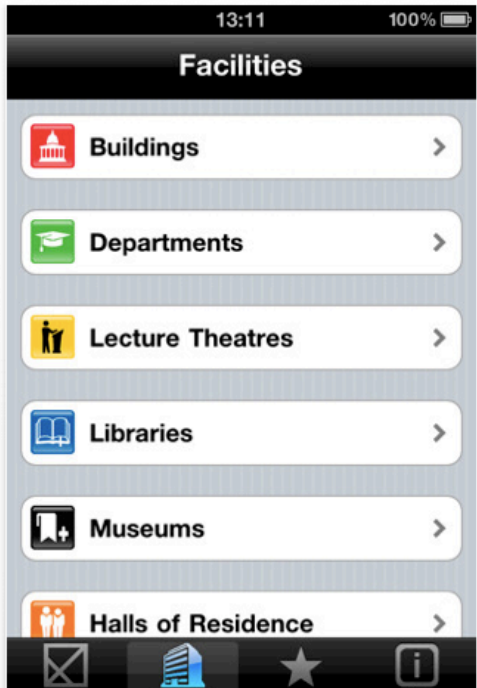 13:11 100%
Facilities
Buildings
Departments
Lecture Theatres
Libraries
Museums
Halls of Residence
i